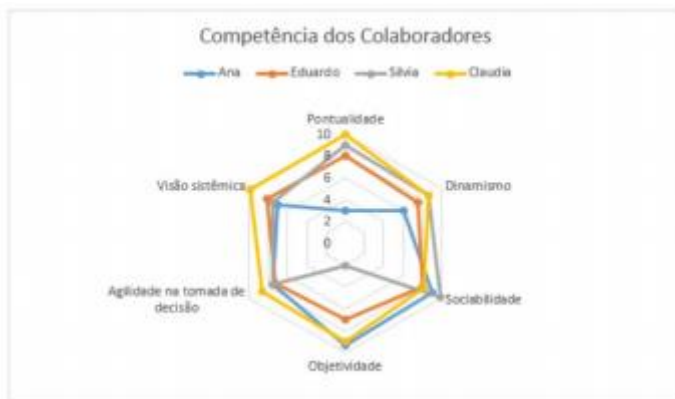 Competência dos Colaboradores
Ana Eduardo Silvia Claudia
Pontualidade
10
8
6
4
2
0
Visão sistêmica
Dinamismo
Agilidade na tomada de
decisão
Sociabilidade
Objetividade